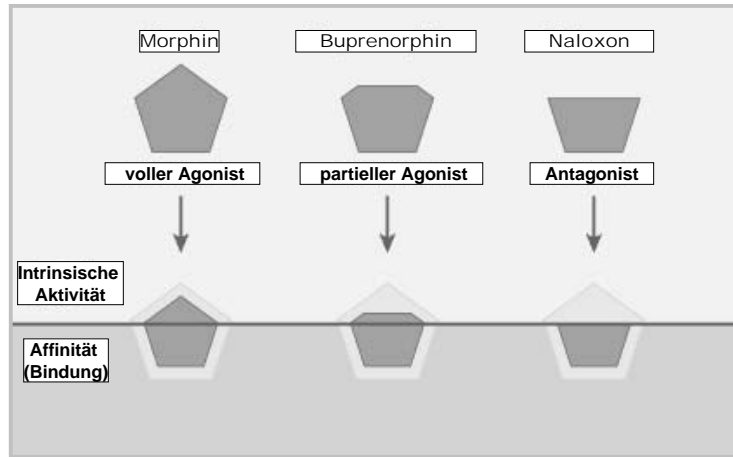 Morphin
Buprenorphin
Naloxon
voller Agonist
partieller Agonist
Antagonist
Intrinsische
Aktivität
Affinität
(Bindung)